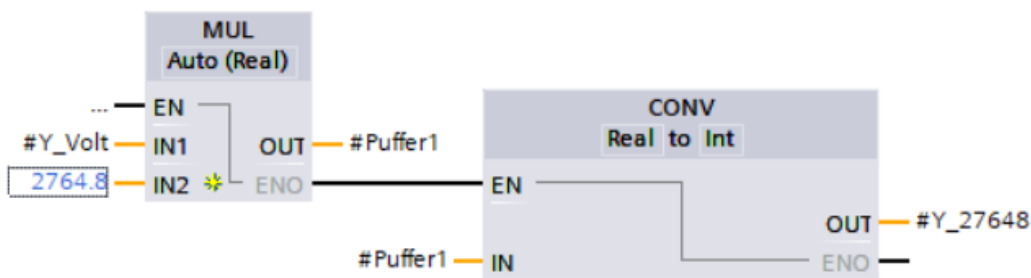 MUL
Auto (Real)
... EN
#Y_Volt IN1 OUT #Puffer1
2764.8 IN2 ENO
CONV
Real to Int
EN
OUT #Y_27648
#Puffer1 IN ENO